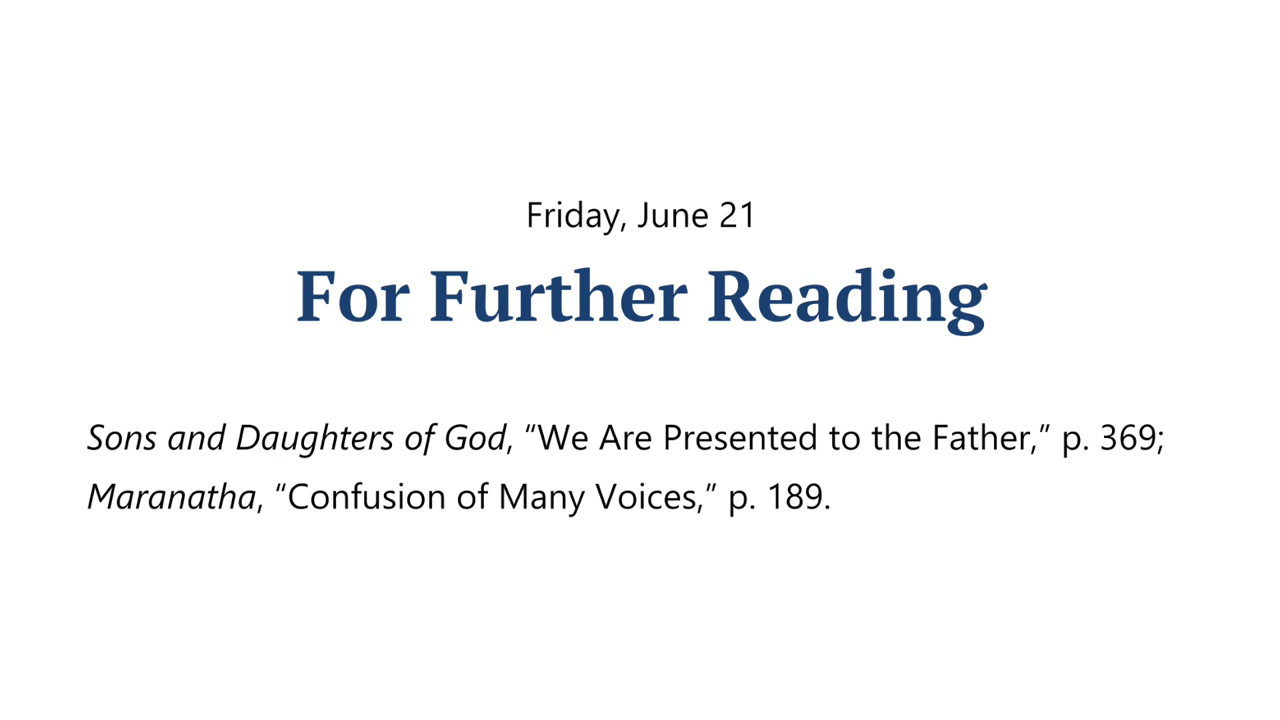 Friday, June 21
For Further Reading
Sons and Daughters of God, “We Are Presented to the Father,” p. 369;
Maranatha, “Confusion of Many Voices,” p. 189.